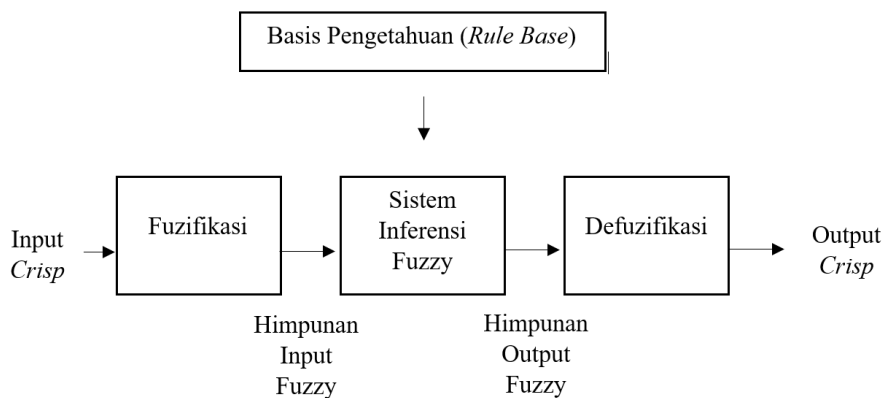 Basis Pengetahuan (Rule Base)
Input
Crisp
Fuzifikasi
Sistem
Inferensi
Fuzzy
Defuzifikasi
Output
Crisp
Himpunan
Input
Fuzzy
Himpunan
Output
Fuzzy